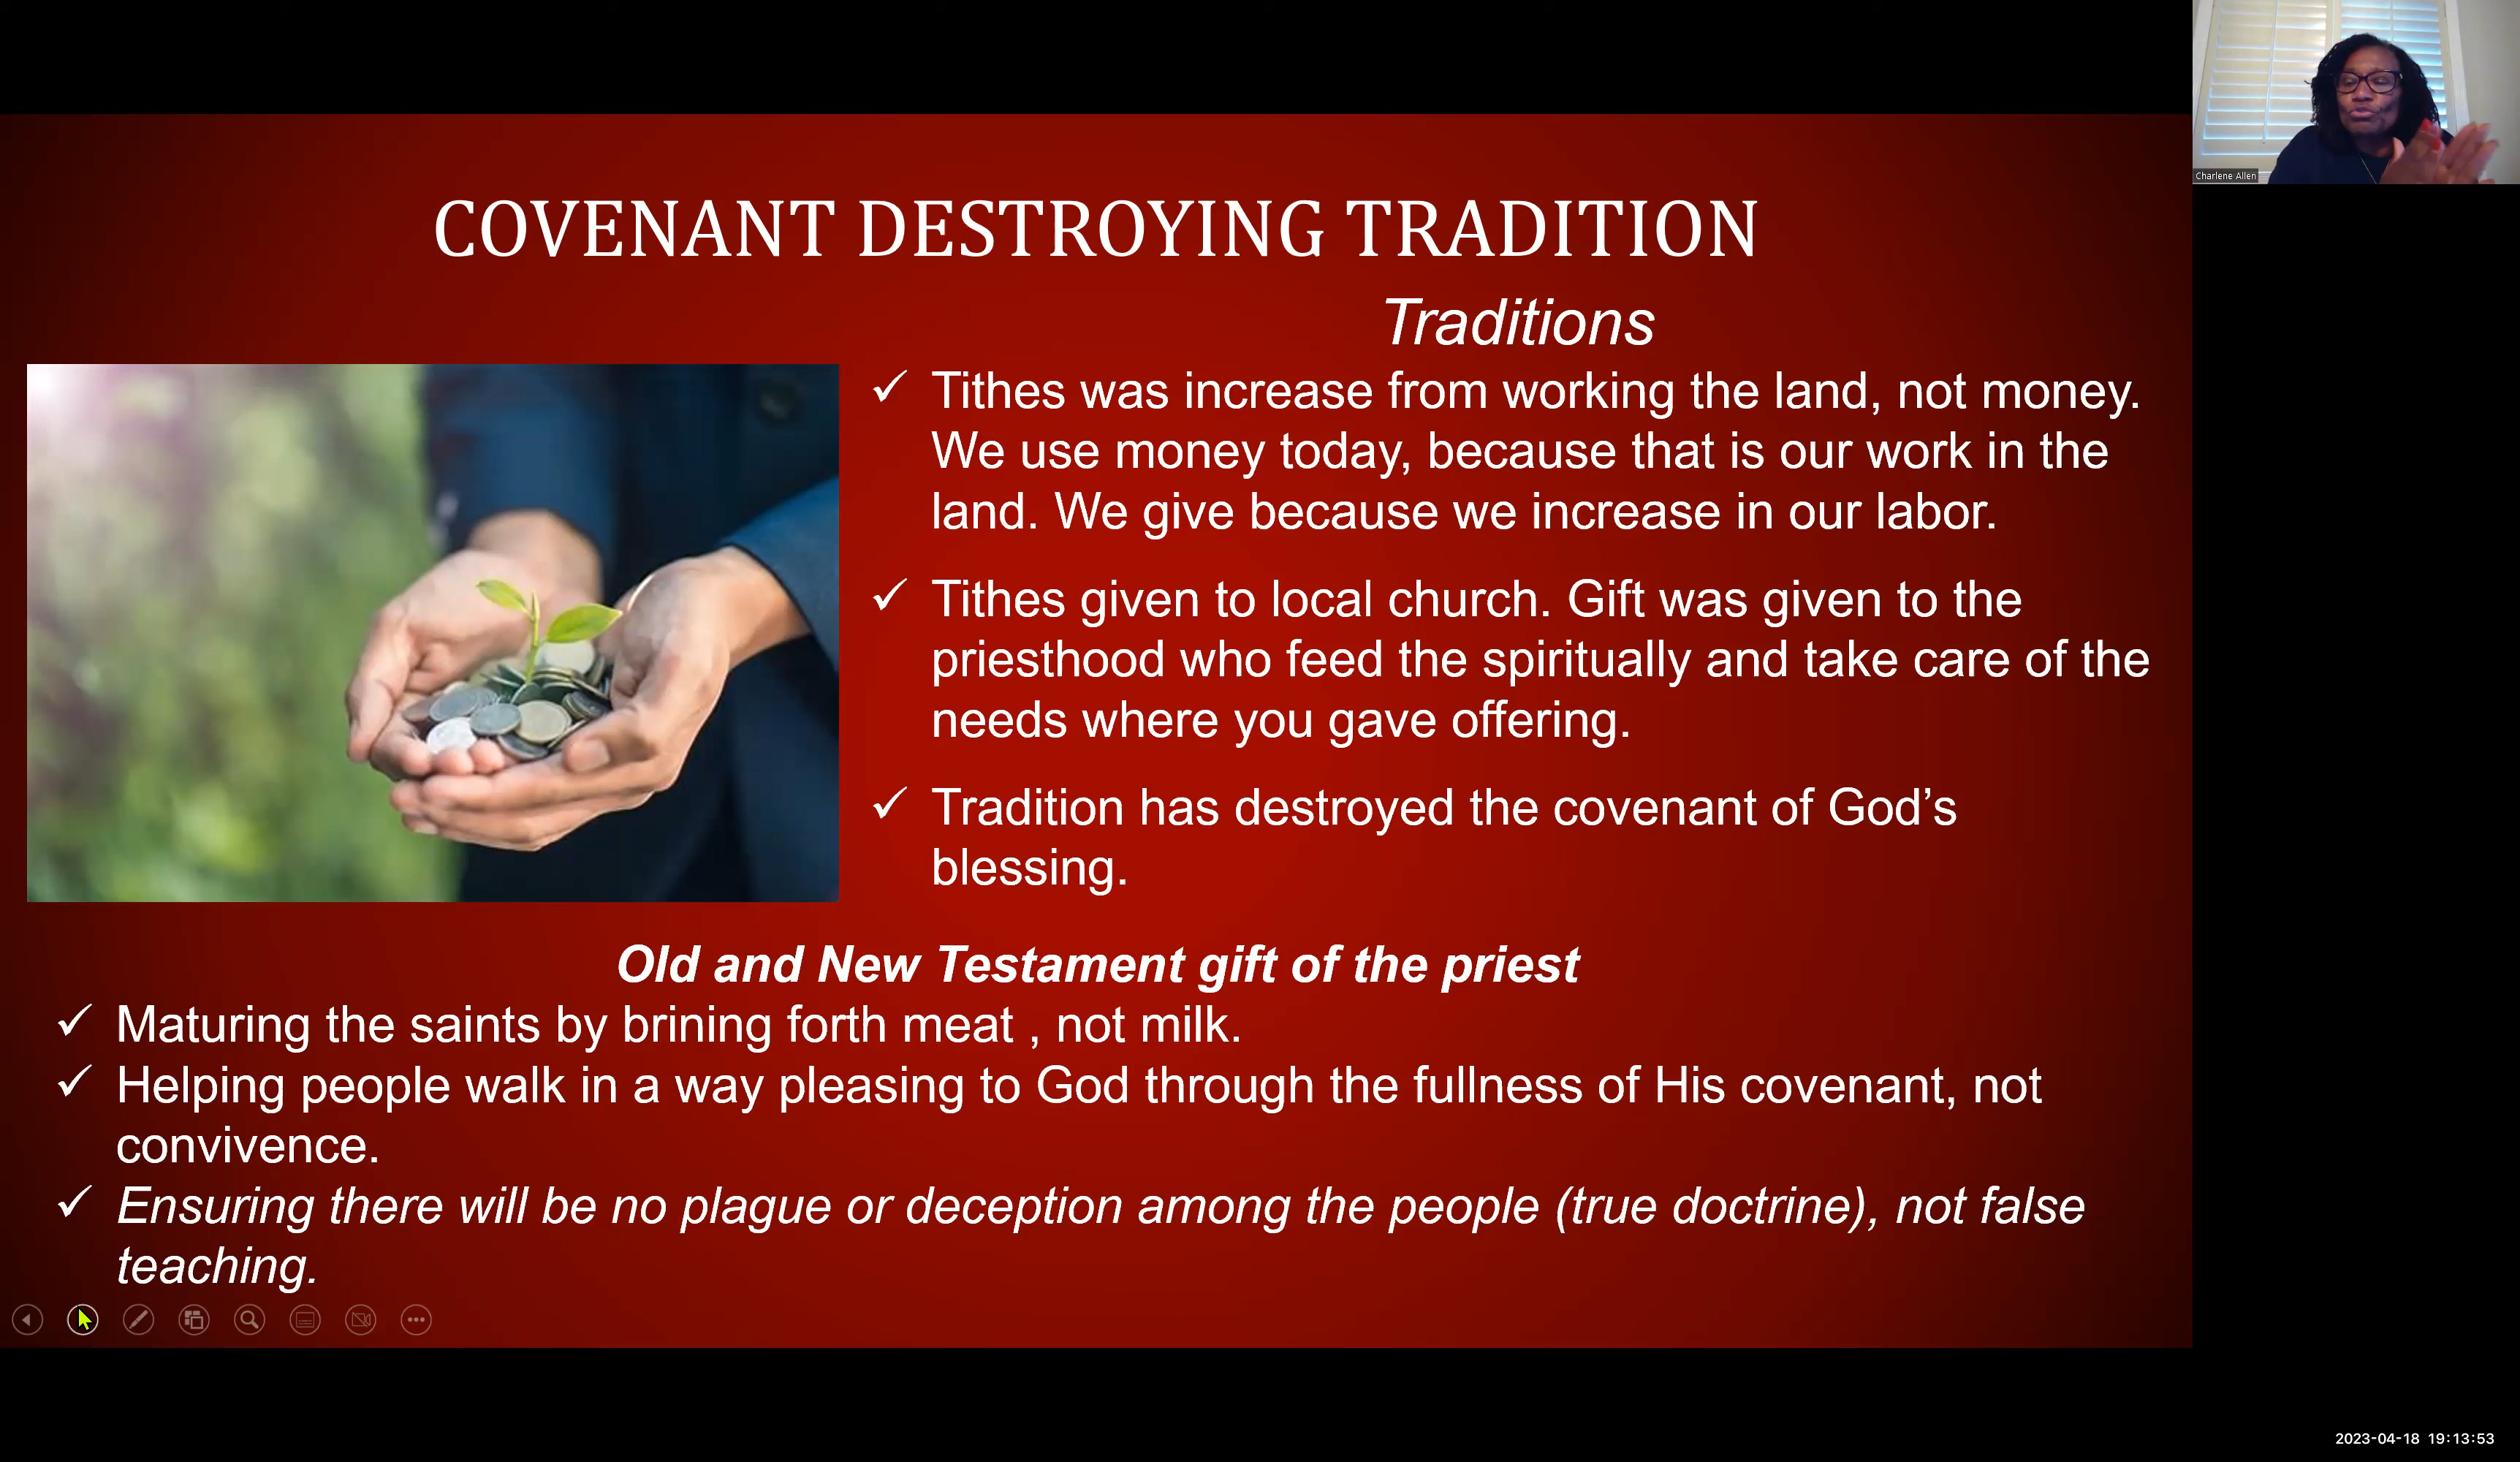 Charlene Allen
COVENANT DESTROYING TRADITION
Traditions
✓ Tithes was increase from working the land, not money.
We use money today, because that is our work in the
land. We give because we increase in our labor.
✓ Tithes given to local church. Gift was given to the
priesthood who feed the spiritually and take care of the
needs where you gave offering.
✓ Tradition has destroyed the covenant of God’s
blessing.
Old and New Testament gift of the priest
✓ Maturing the saints by brining forth meat , not milk.
✓ Helping people walk in a way pleasing to God through the fullness of His covenant, not
convivence.
✓ Ensuring there will be no plague or deception among the people (true doctrine), not false
teaching.
2023-04-18 19:13:53